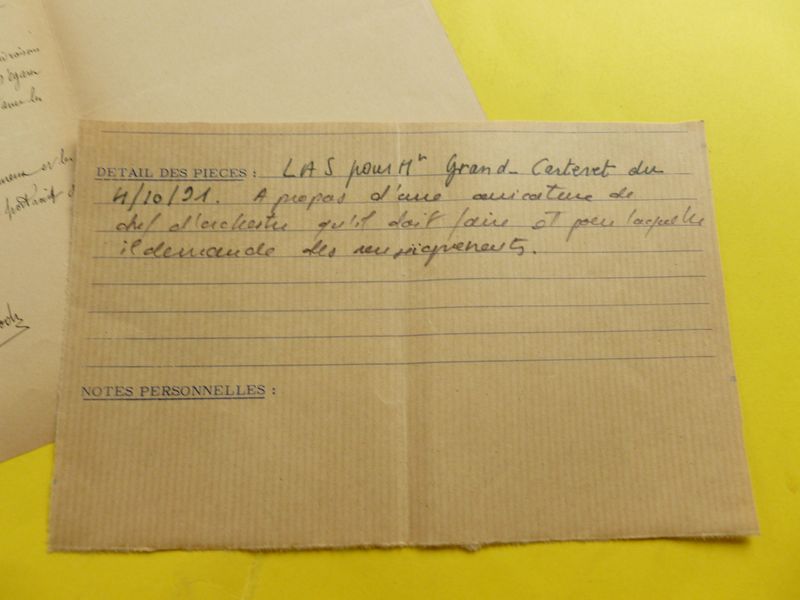 DETAIL DES PIECES : LAS pour Mr Grand-Carteret du
4/10/91. A propos d'une caricature de
chef d'orchestre qu'il doit faire et pour laquelle
il demande des renseignements.
NOTES PERSONNELLES :